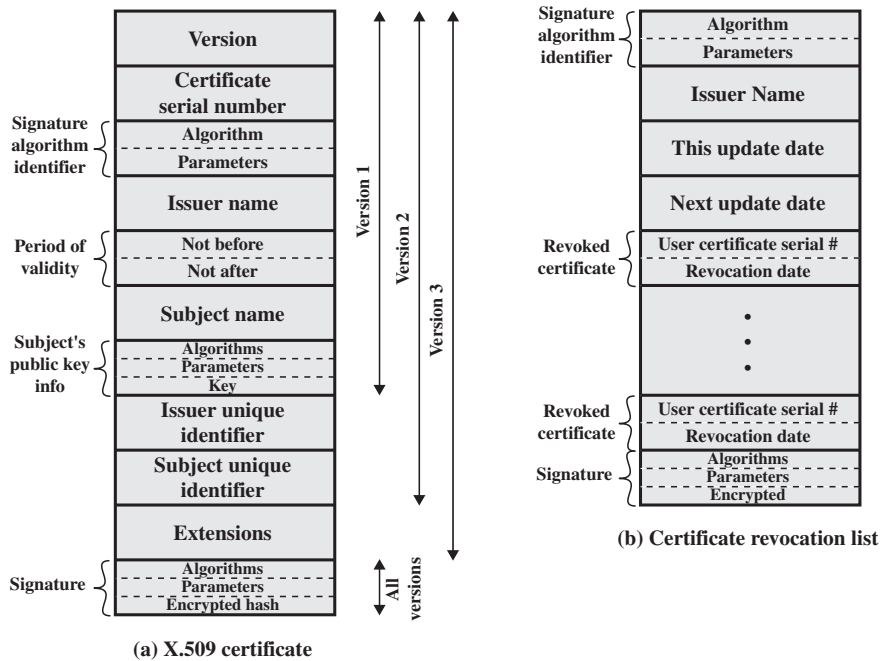 Version
Certificate
serial number
Signature
algorithm
identifier
Algorithm
Parameters
Issuer name
Period of
validity
Not before
Not after
Subject name
Subject's
public key
info
Algorithms
Parameters
Key
Issuer unique
identifier
Subject unique
identifier
Extensions
Signature
Algorithms
Parameters
Encrypted hash
Version 1
Version 2
Version 3
All
versions
(a) X.509 certificate
Signature
algorithm
identifier
Algorithm
Parameters
Issuer Name
This update date
Next update date
Revoked
certificate
User certificate serial #
Revocation date
Revoked
certificate
User certificate serial #
Revocation date
Signature
Algorithms
Parameters
Encrypted
(b) Certificate revocation list